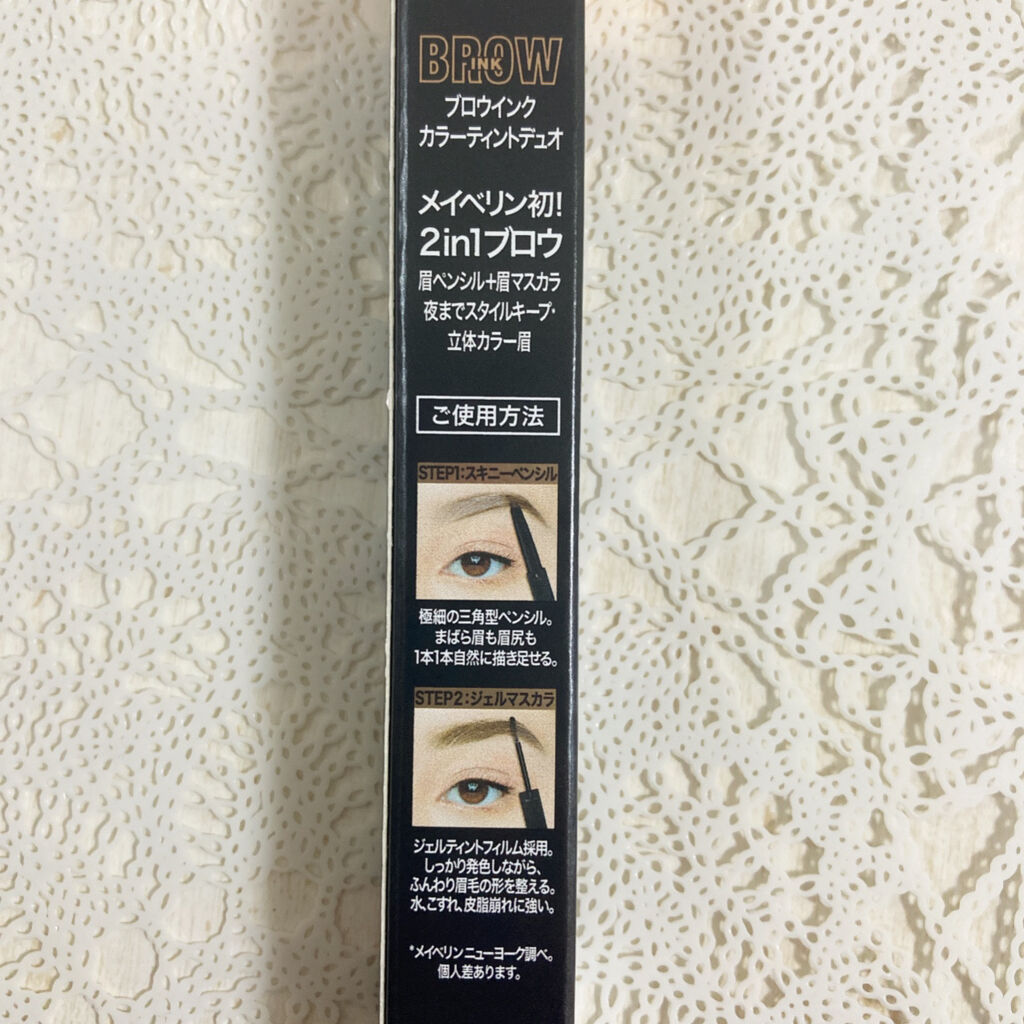 BROW
INK
ブロウインク
カラーティントデュオ
メイベリン初!
2in1ブロウ
眉ペンシル+眉マスカラ
夜までスタイルキープ・
立体カラー眉
ご使用方法
STEP1:スキニーペンシル
極細の三角型ペンシル。
まばら眉も眉尻も
1本1本自然に描き足せる。
STEP2:ジェルマスカラ
ジェルティントフィルム採用。
しっかり発色しながら、
ふんわり眉毛の形を整える。
水、こすれ、皮脂崩れに強い。
*メイベリン ニューヨーク調べ。
個人差あります。